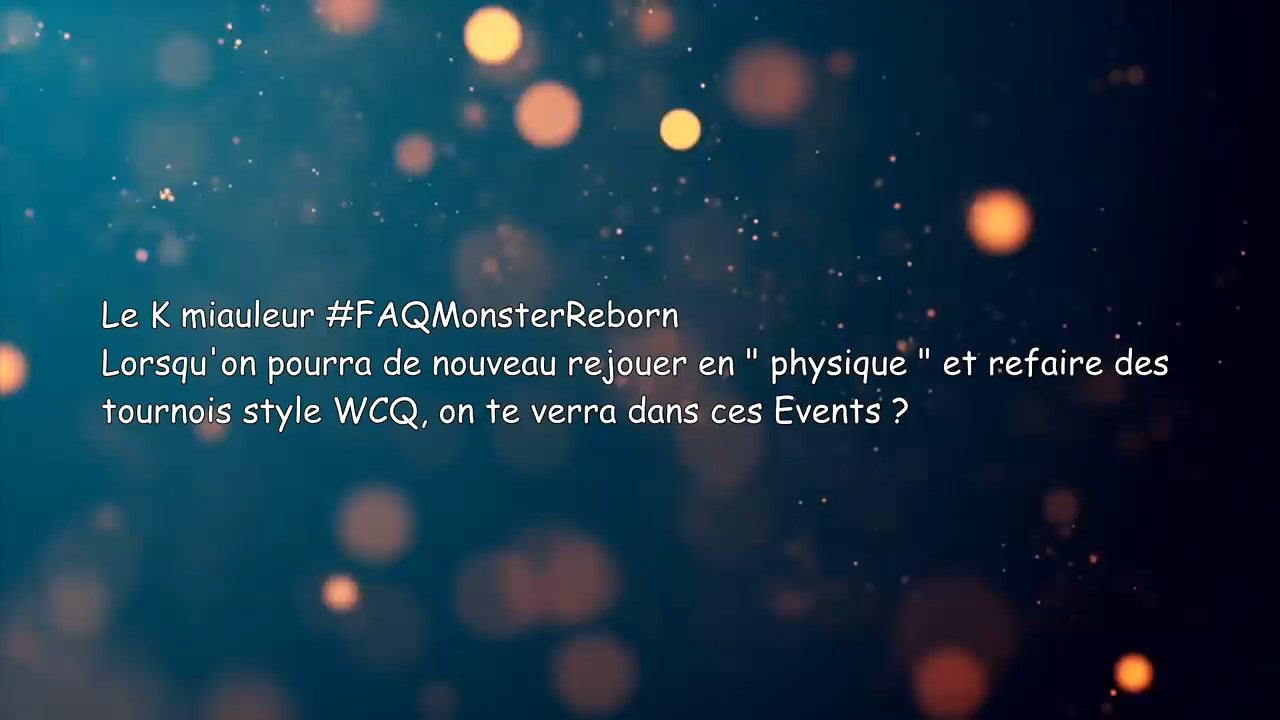 Le K miauleur #FAQMonsterReborn
Lorsqu'on pourra de nouveau rejouer en " physique " et refaire des
tournois style WCQ, on te verra dans ces Events ?